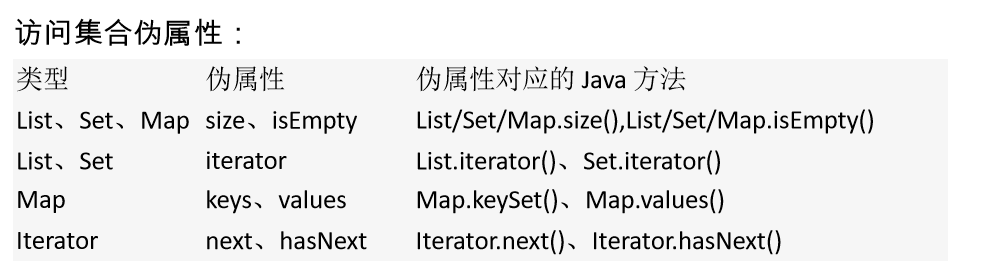 访问集合伪属性：
类型 伪属性 伪属性对应的 Java 方法
List、Set、Map size、isEmpty List/Set/Map.size(),List/Set/Map.isEmpty()
List、Set iterator List.iterator()、Set.iterator()
Map keys、values Map.keySet()、Map.values()
Iterator next、hasNext Iterator.next()、Iterator.hasNext()